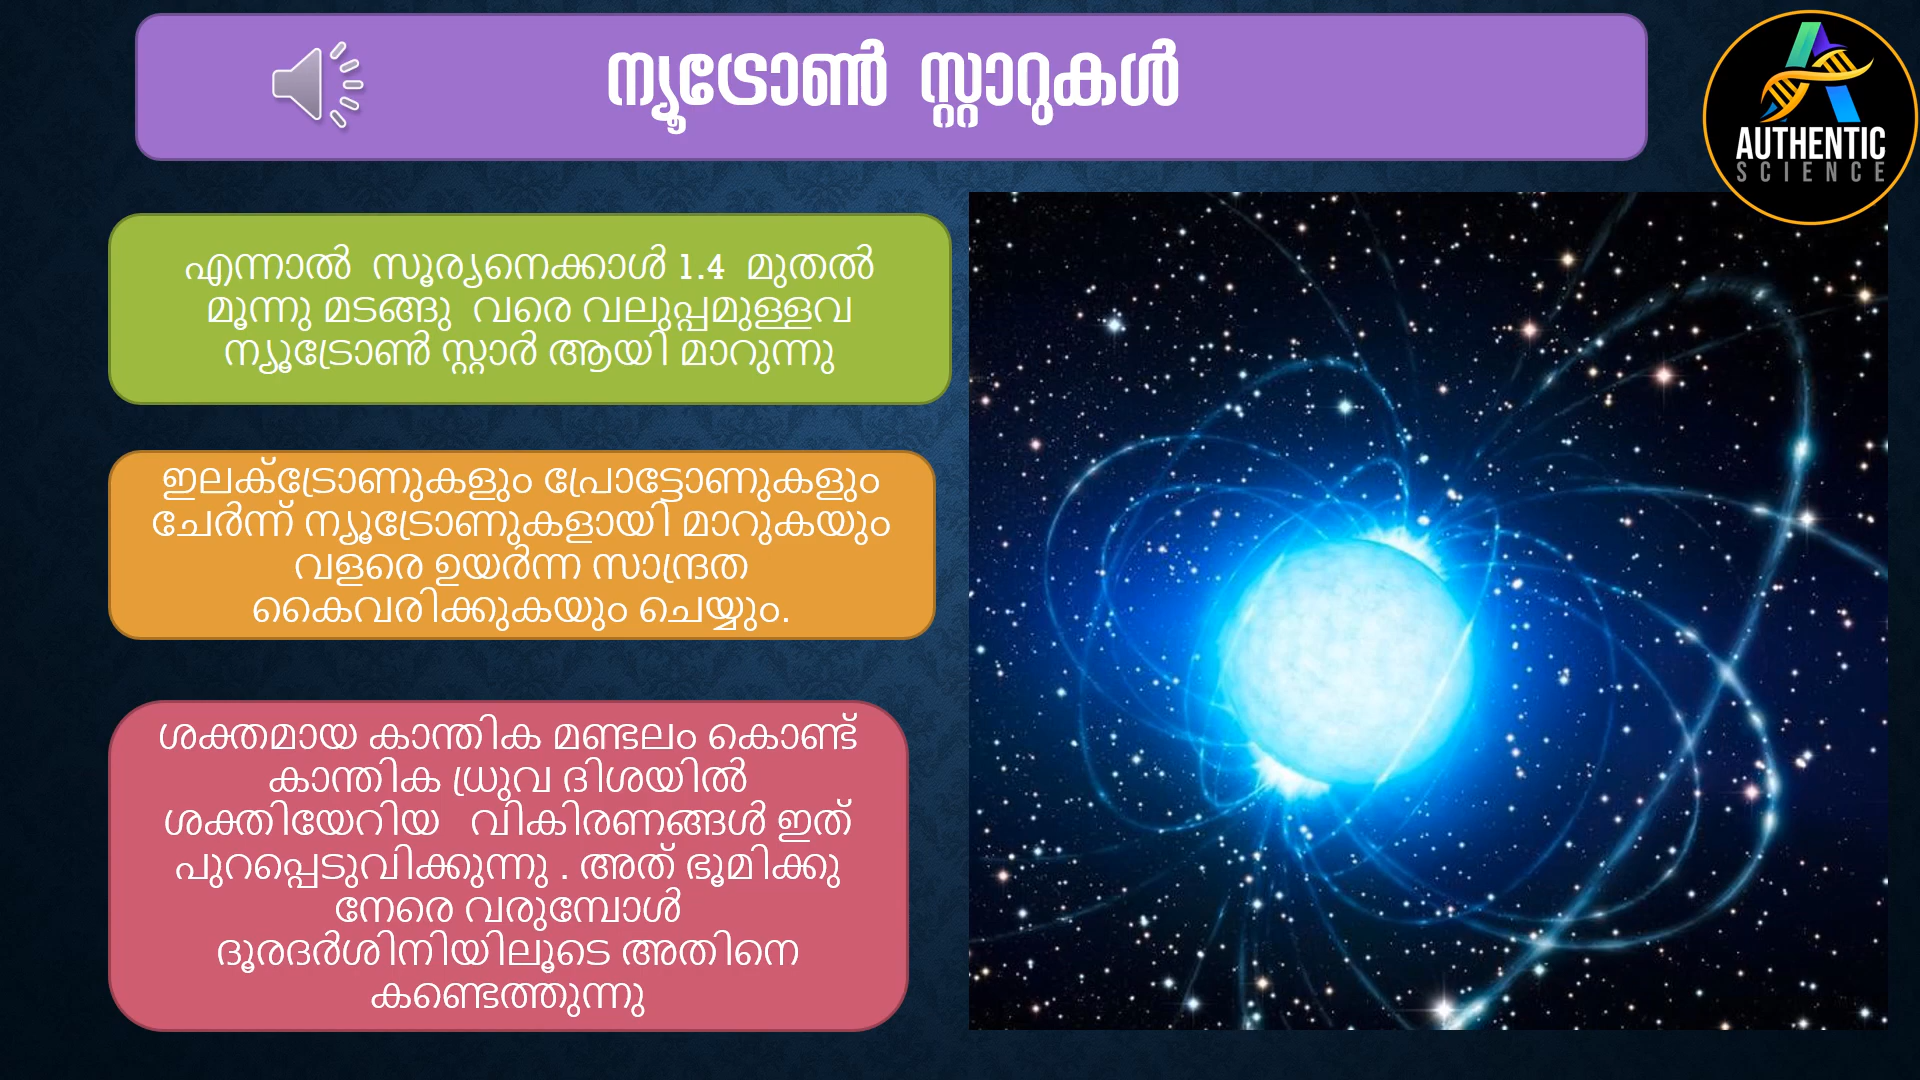 ന്യൂട്രോൺ സ്റ്റാറുകൾ
AUTHENTIC
SCIENCE
എന്നാൽ സൂര്യനെക്കാൾ 1.4 മുതൽ
മൂന്നു മടങ്ങു വരെ വലുപ്പമുള്ളവ
ന്യൂട്രോൺ സ്റ്റാർ ആയി മാറുന്നു
ഇലക്ട്രോണുകളും പ്രോട്ടോണുകളും
ചേർന്ന് ന്യൂട്രോണുകളായി മാറുകയും
വളരെ ഉയർന്ന സാന്ദ്രത
കൈവരിക്കുകയും ചെയ്യും.
ശക്തമായ കാന്തിക മണ്ടലം കൊണ്ട്
കാന്തിക ധ്രുവ ദിശയിൽ
ശക്തിയേറിയ വികിരണങ്ങൾ ഇത്
പുറപ്പെടുവിക്കുന്നു . അത് ഭൂമിക്കു
നേരെ വരുമ്പോൾ
ദൂരദർശിനിയിലൂടെ അതിനെ
കണ്ടെത്തുന്നു